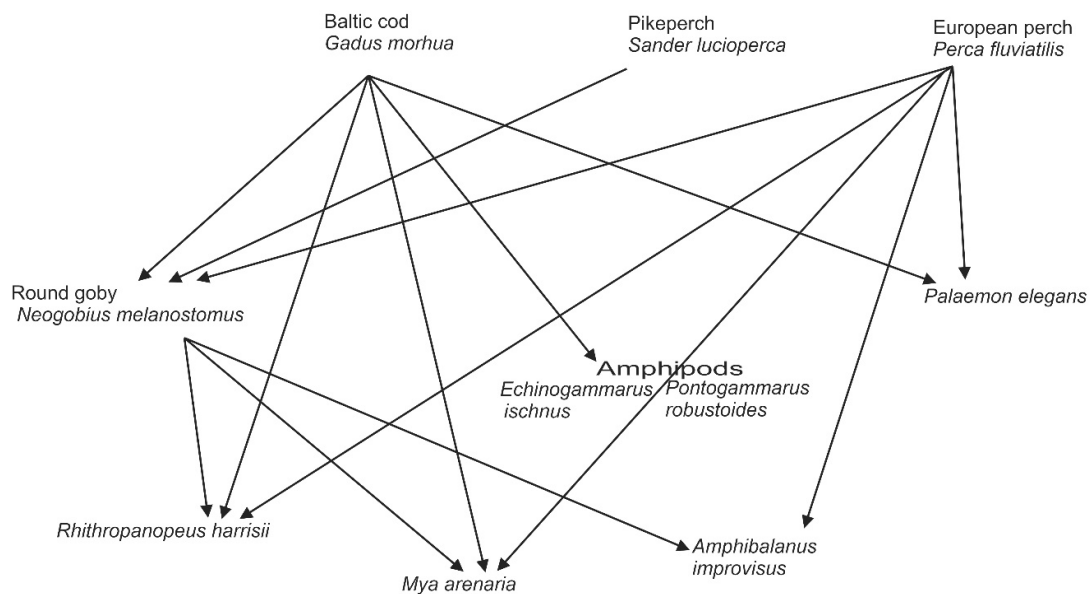 Baltic cod
Gadus morhua
Pikeperch
Sander lucioperca
European perch
Perca fluviatilis
Round goby
Neogobius melanostomus
Palaemon elegans
Amphipods
Echinogammarus
ischnus
Pontogammarus
robustoides
Rhithropanopeus harrisii
Mya arenaria
Amphibalanus
improvisus